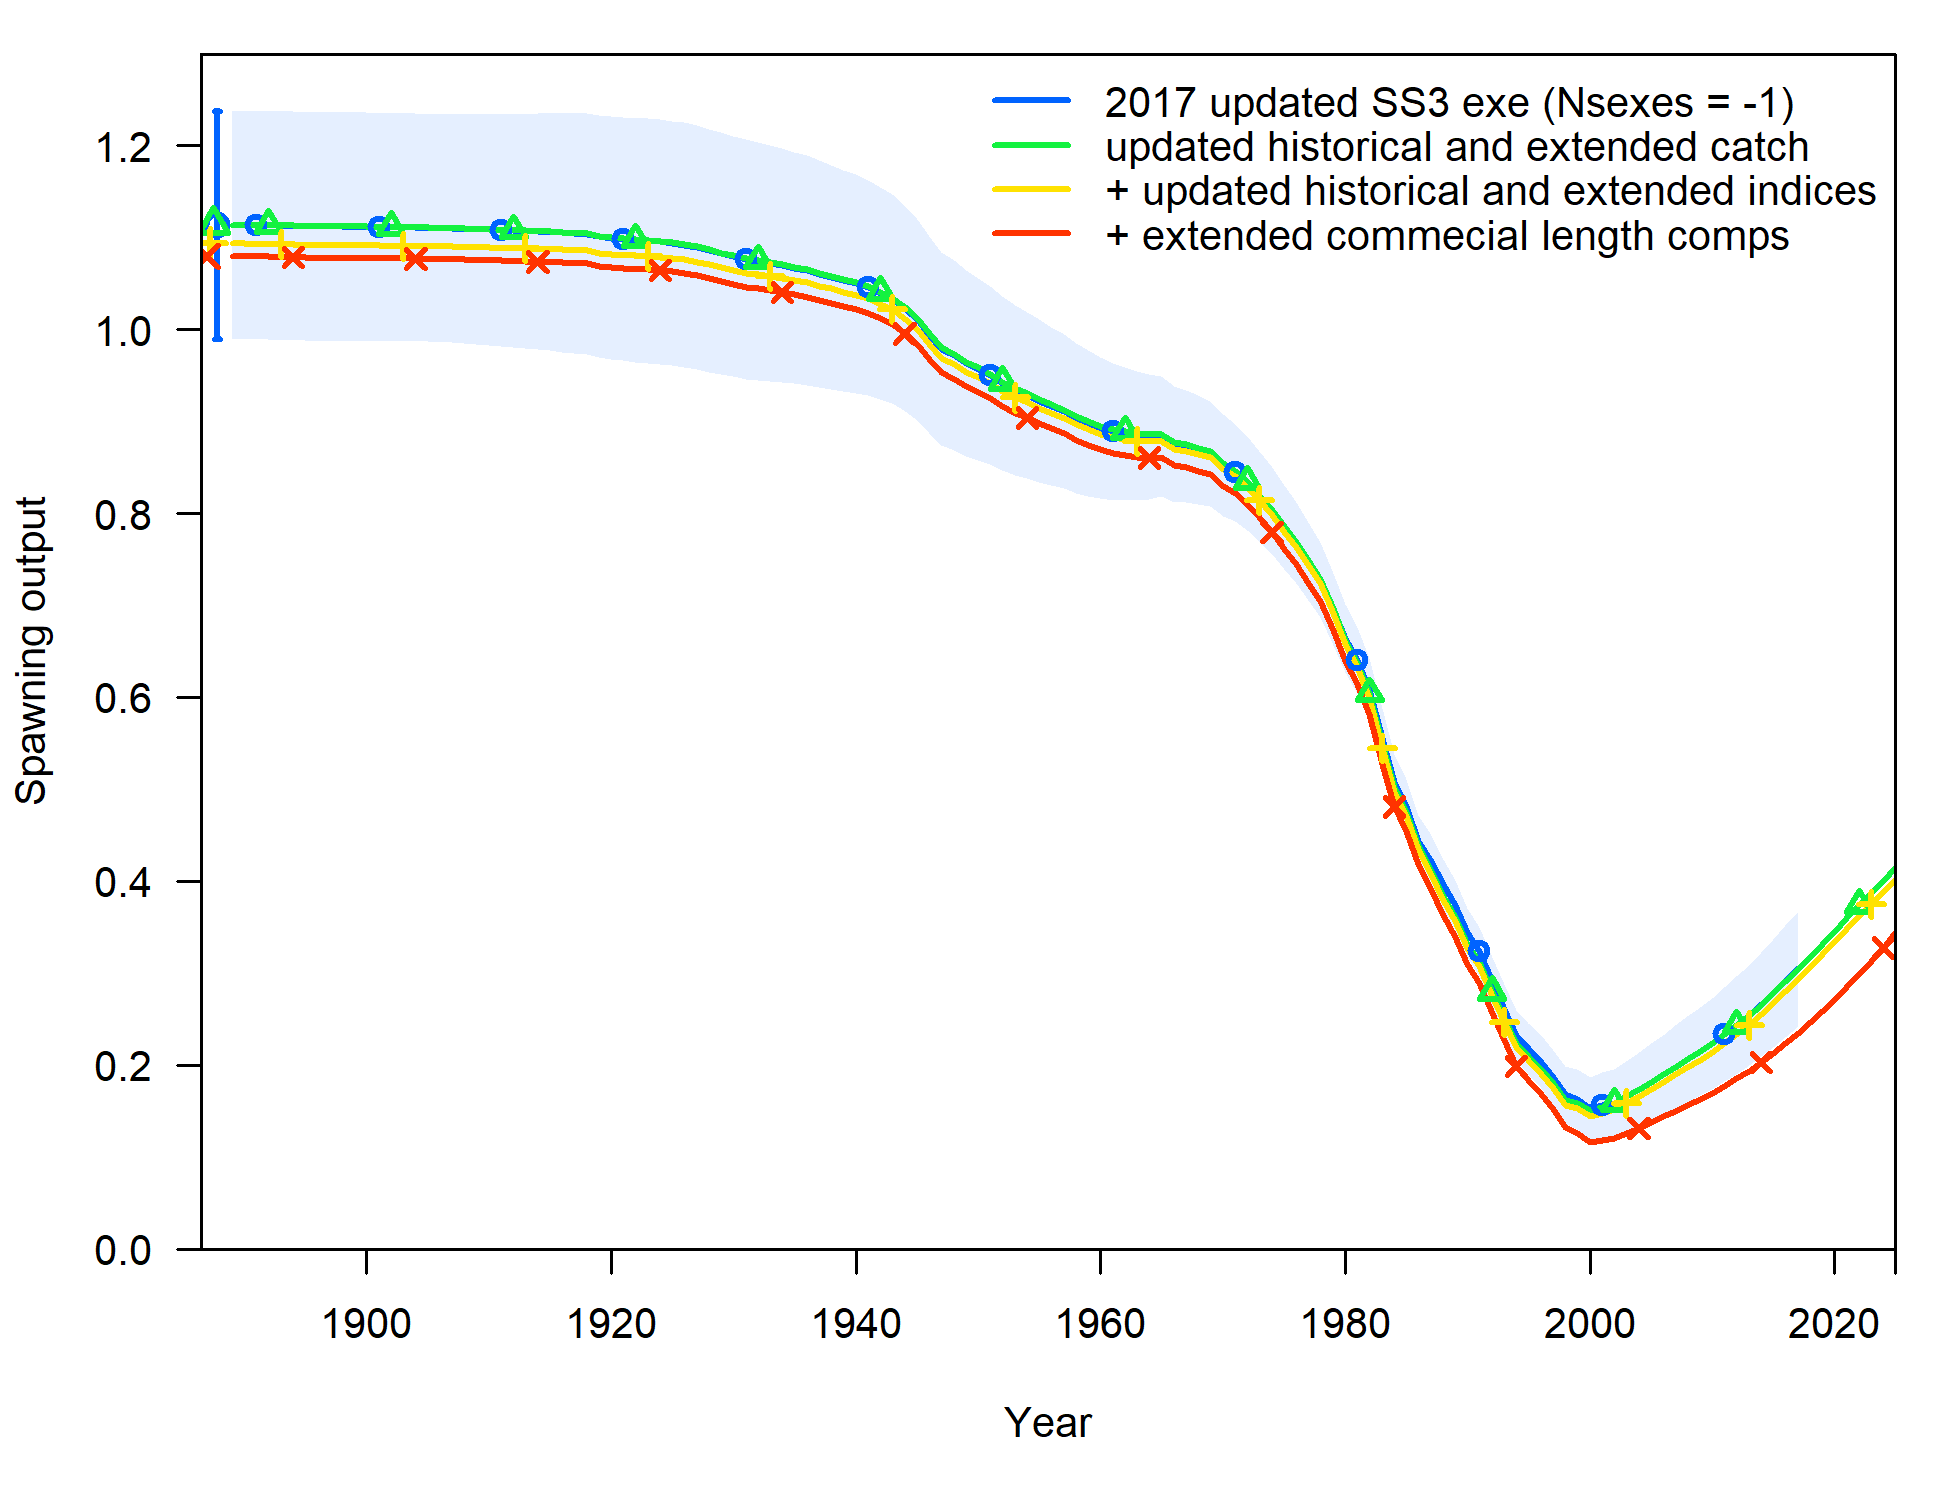 2017 updated SS3 exe (Nsexes = -1)
updated historical and extended catch
+ updated historical and extended indices
+ extended commecial length comps
Spawning output
1.2
1.0
0.8
0.6
0.4
0.2
0.0
1900 1920 1940 1960 1980 2000 2020
Year